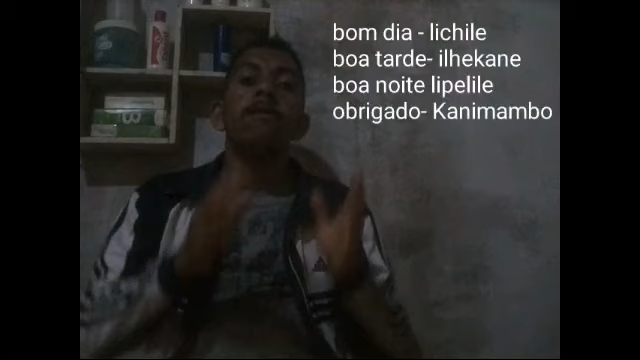 bom dia - lichile
boa tarde- ilhekane
boa noite lipelile
obrigado- Kanimambo